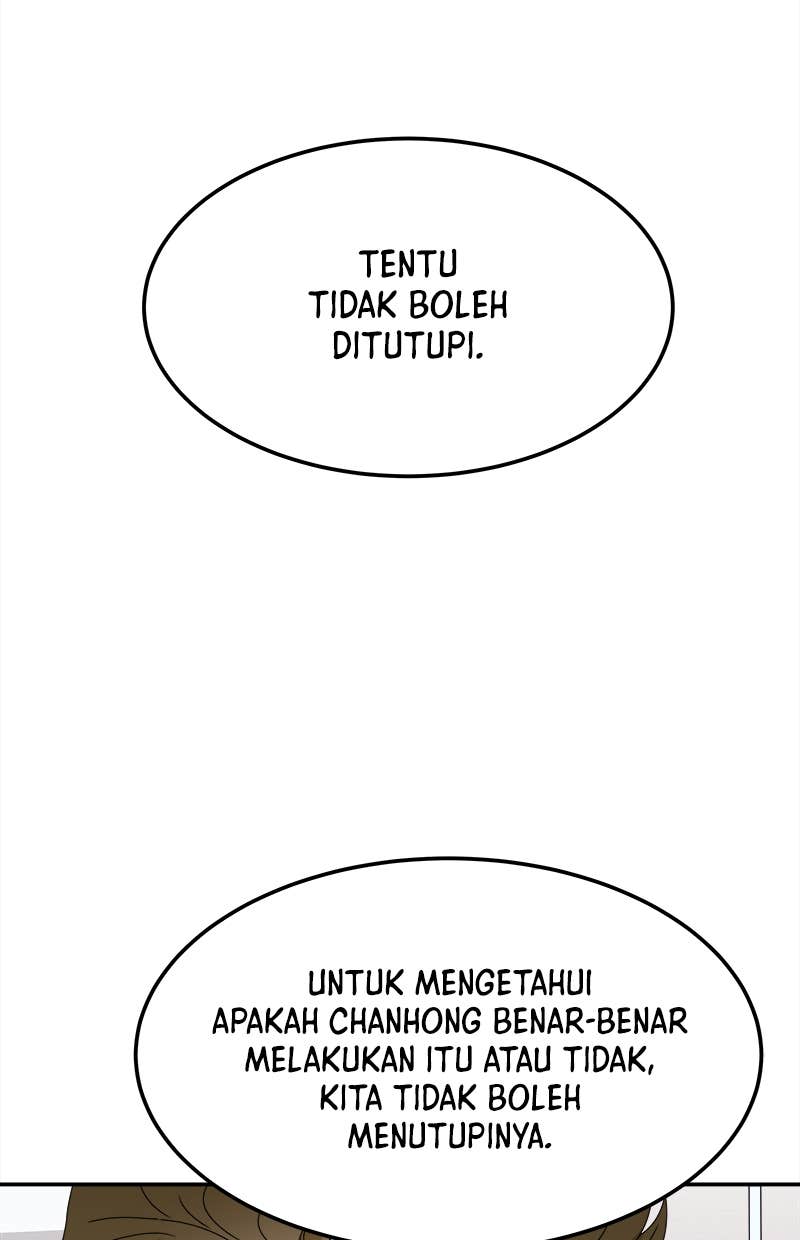 TENTU
TIDAK BOLEH
DITUTUPI.
UNTUK MENGETAHUI
APAKAH CHANHONG BENAR-BENAR
MELAKUKAN ITU ATAU TIDAK,
KITA TIDAK BOLEH
MENUTUPINYA.